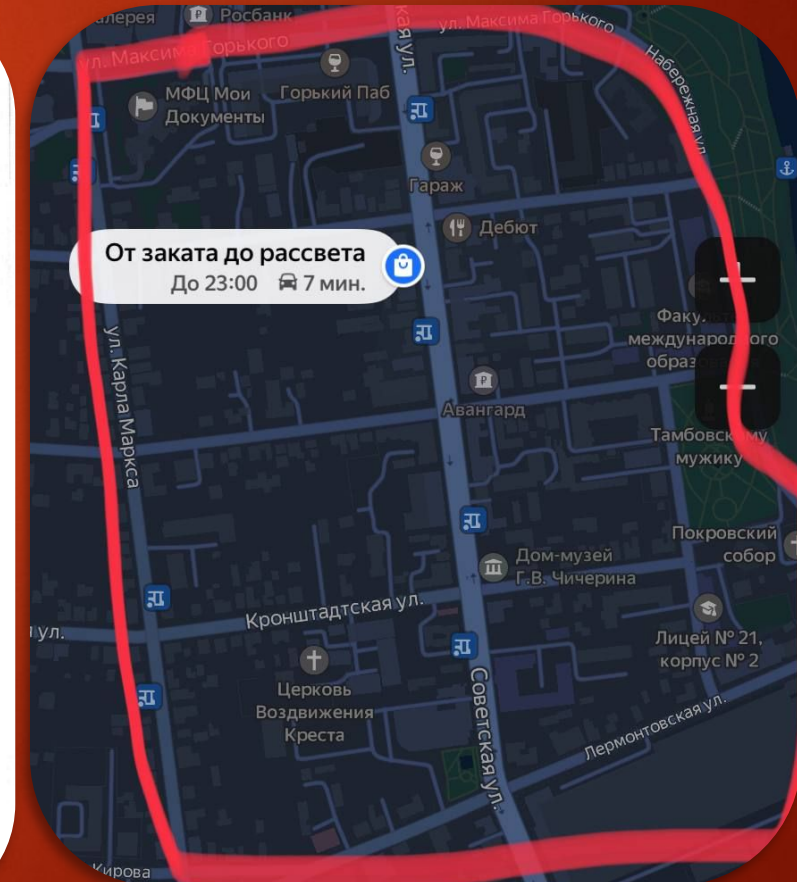 Росбанк
кая ул.
ул. Максима Горького
ул. Максима Горького
Набережная ул.
МФЦ Мои
Документы
Горький Паб
Гараж
Дебют
От заката до рассвета
До 23:00 7 мин.
международного
ул. Карла Маркса
Авангард
Тамбовскому
мужику
Покровский
собор
Дом-музей
Г.В. Чичерина
Кронштадтская ул.
ул.
Лицей № 21,
корпус № 2
Церковь
Воздвижения
Креста
Советская ул.
Лермонтовская ул.
Кирова